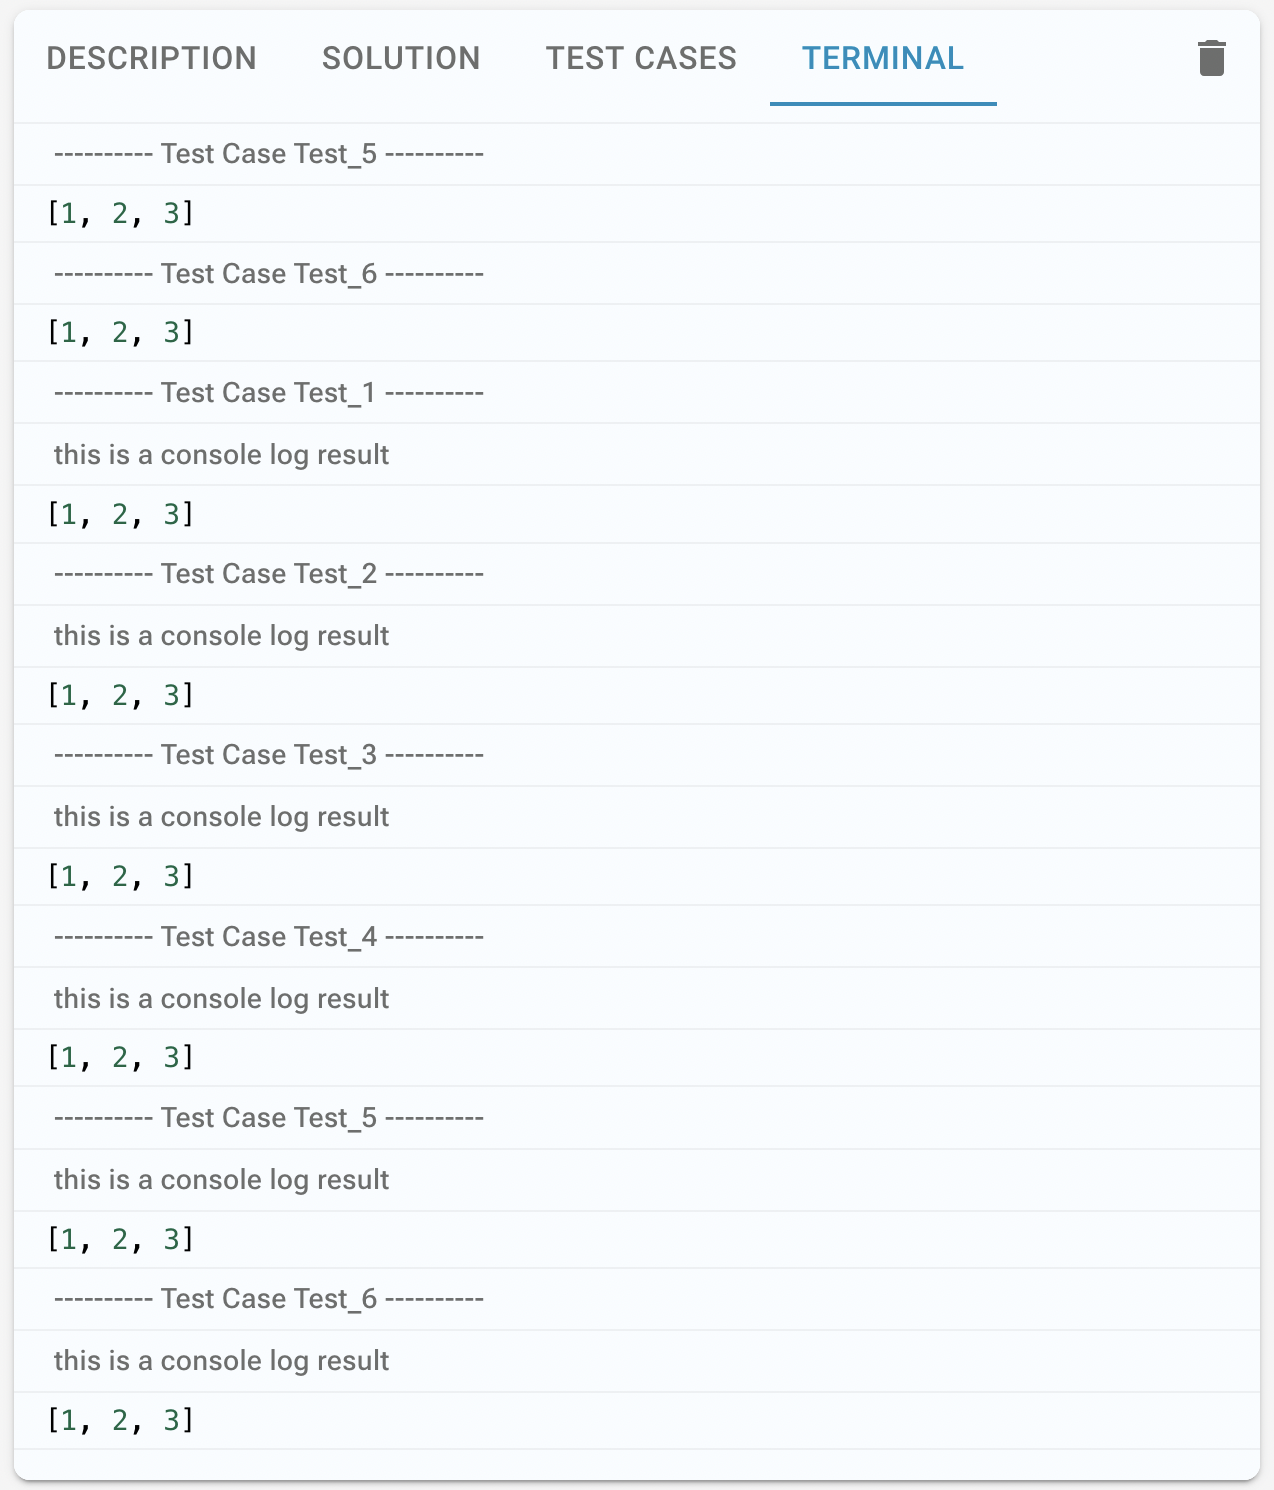 DESCRIPTION SOLUTION TEST CASES TERMINAL
---------- Test Case Test_5 ----------
[1, 2, 3]
---------- Test Case Test_6 ----------
[1, 2, 3]
---------- Test Case Test_1 ----------
this is a console log result
[1, 2, 3]
---------- Test Case Test_2 ----------
this is a console log result
[1, 2, 3]
---------- Test Case Test_3 ----------
this is a console log result
[1, 2, 3]
---------- Test Case Test_4 ----------
this is a console log result
[1, 2, 3]
---------- Test Case Test_5 ----------
this is a console log result
[1, 2, 3]
---------- Test Case Test_6 ----------
this is a console log result
[1, 2, 3]